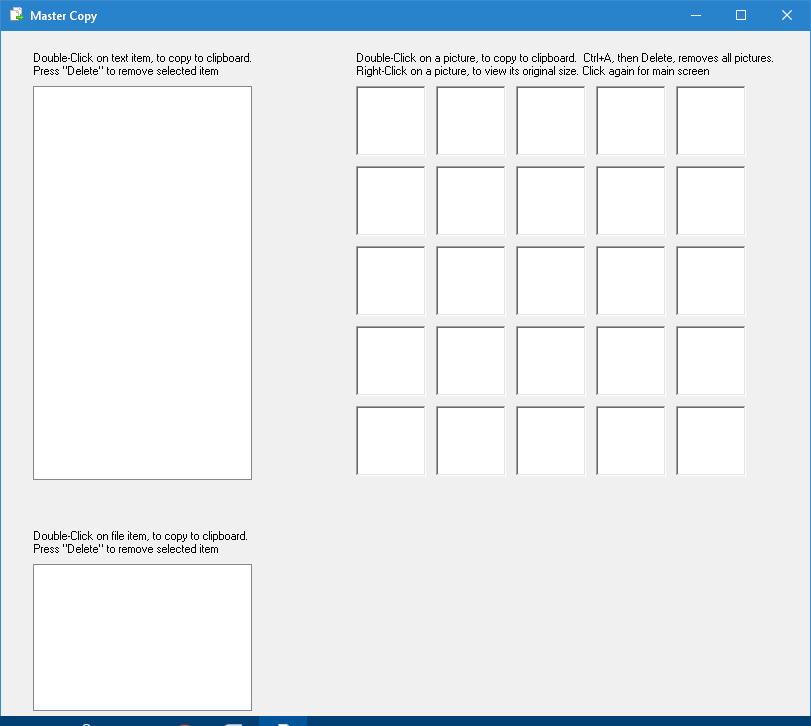 Master Copy
Double-Click on text item, to copy to clipboard.
Press "Delete" to remove selected item
Double-Click on a picture, to copy to clipboard.  Ctrl+A, then Delete, removes all pictures.
Right-Click on a picture, to view its original size. Click again for main screen
Double-Click on file item, to copy to clipboard.
Press "Delete" to remove selected item